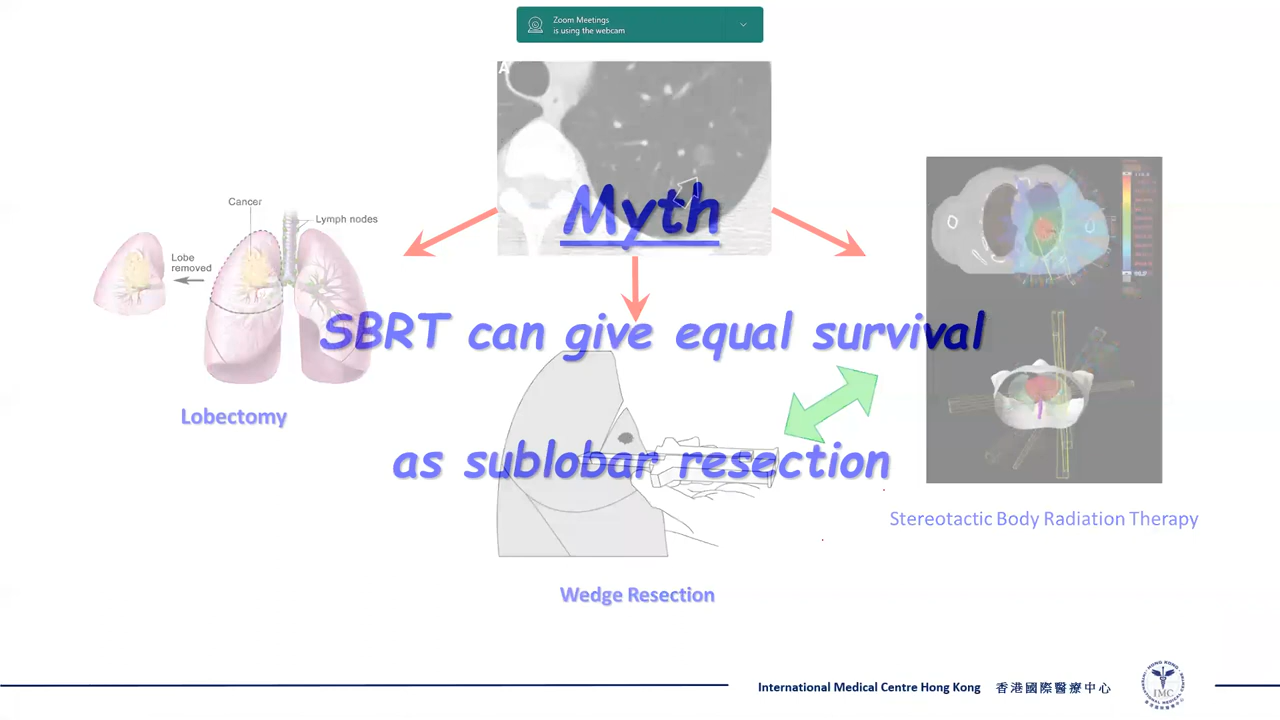 Zoom Meetings
is using the webcam
A
Myth
Cancer
Lymph nodes
Lobe
removed
SBRT can give equal survival
Lobectomy
as sublobar resection
Stereotactic Body Radiation Therapy
Wedge Resection
International Medical Centre Hong Kong 香港國際醫療中心
IMC